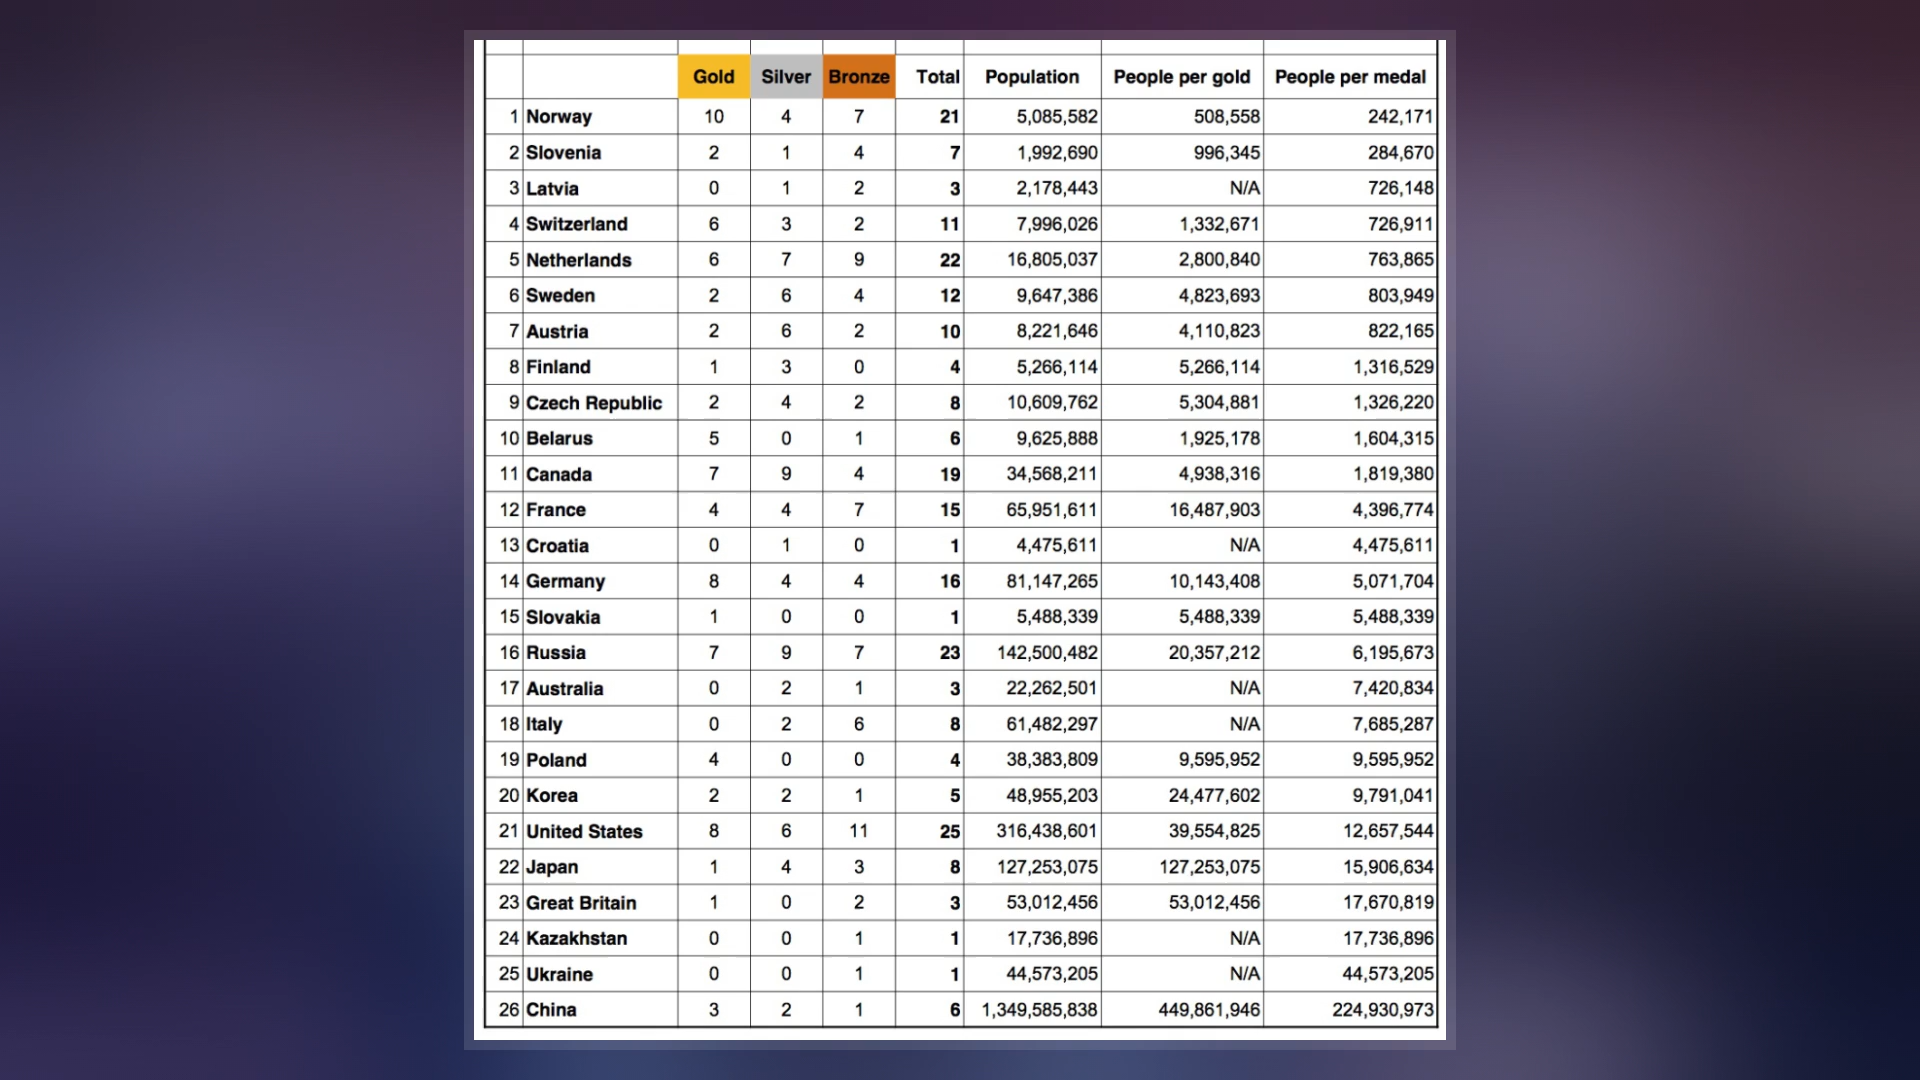 Gold Silver Bronze Total Population People per gold People per medal
1 Norway 10 4 7 21 5,085,582 508,558 242,171
2 Slovenia 2 1 4 7 1,992,690 996,345 284,670
3 Latvia 0 1 2 3 2,178,443 N/A 726,148
4 Switzerland 6 3 2 11 7,996,026 1,332,671 726,911
5 Netherlands 6 7 9 22 16,805,037 2,800,840 763,865
6 Sweden 2 6 4 12 9,647,386 4,823,693 803,949
7 Austria 2 6 2 10 8,221,646 4,110,823 822,165
8 Finland 1 3 0 4 5,266,114 5,266,114 1,316,529
9 Czech Republic 2 4 2 8 10,609,762 5,304,881 1,326,220
10 Belarus 5 0 1 6 9,625,888 1,925,178 1,604,315
11 Canada 7 9 4 19 34,568,211 4,938,316 1,819,380
12 France 4 4 7 15 65,951,611 16,487,903 4,396,774
13 Croatia 0 1 0 1 4,475,611 N/A 4,475,611
14 Germany 8 4 4 16 81,147,265 10,143,408 5,071,704
15 Slovakia 1 0 0 1 5,488,339 5,488,339 5,488,339
16 Russia 7 9 7 23 142,500,482 20,357,212 6,195,673
17 Australia 0 2 1 3 22,262,501 N/A 7,420,834
18 Italy 0 2 6 8 61,482,297 N/A 7,685,287
19 Poland 4 0 0 4 38,383,809 9,595,952 9,595,952
20 Korea 2 2 1 5 48,955,203 24,477,602 9,791,041
21 United States 8 6 11 25 316,438,601 39,554,825 12,657,544
22 Japan 1 4 3 8 127,253,075 127,253,075 15,906,634
23 Great Britain 1 0 2 3 53,012,456 53,012,456 17,670,819
24 Kazakhstan 0 0 1 1 17,736,896 N/A 17,736,896
25 Ukraine 0 0 1 1 44,573,205 N/A 44,573,205
26 China 3 2 1 6 1,349,585,838 449,861,946 224,930,973